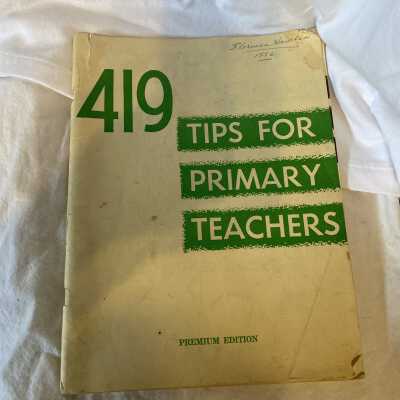 419
TIPS FOR
PRIMARY
TEACHERS
PREMIUM EDITION